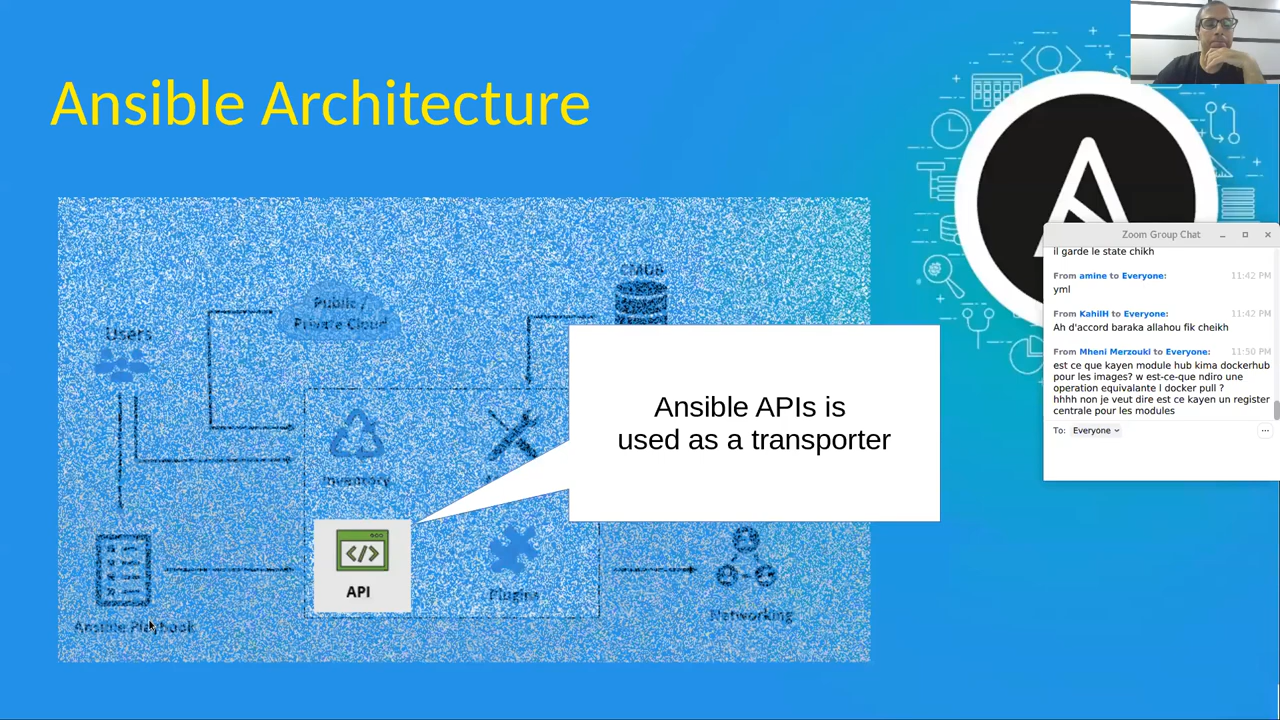 Ansible Architecture
CMDB
Public /
Private Cloud
Users
Ansible APIs is
used as a transporter
Inventory
API
Plugins
Networking
Ansible Playbook
Zoom Group Chat
il garde le state chikh
From amine to Everyone: 11:42 PM
yml
From KahilH to Everyone: 11:42 PM
Ah d'accord baraka allahou fik cheikh
From Mheni Merzouki to Everyone: 11:50 PM
est ce que kayen module hub kima dockerhub
pour les images? w est-ce-que ndiro une
operation equivalante l docker pull ?
hhhh non je veut dire est ce kayen un register
centrale pour les modules
To: Everyone